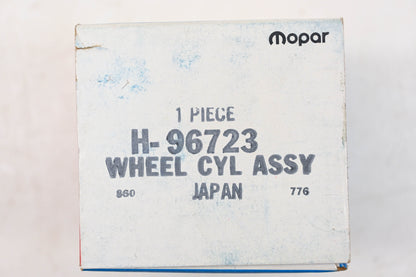 mopar
1 PIECE
H-96723
WHEEL CYL ASSY
860 JAPAN 776